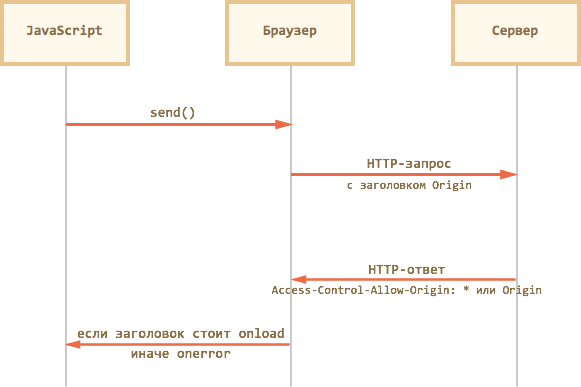 JavaScript
Браузер
Сервер
send()
HTTP-запрос
с заголовком Origin
HTTP-ответ
Access-Control-Allow-Origin: * или Origin
если заголовок стоит onload
иначе onerror